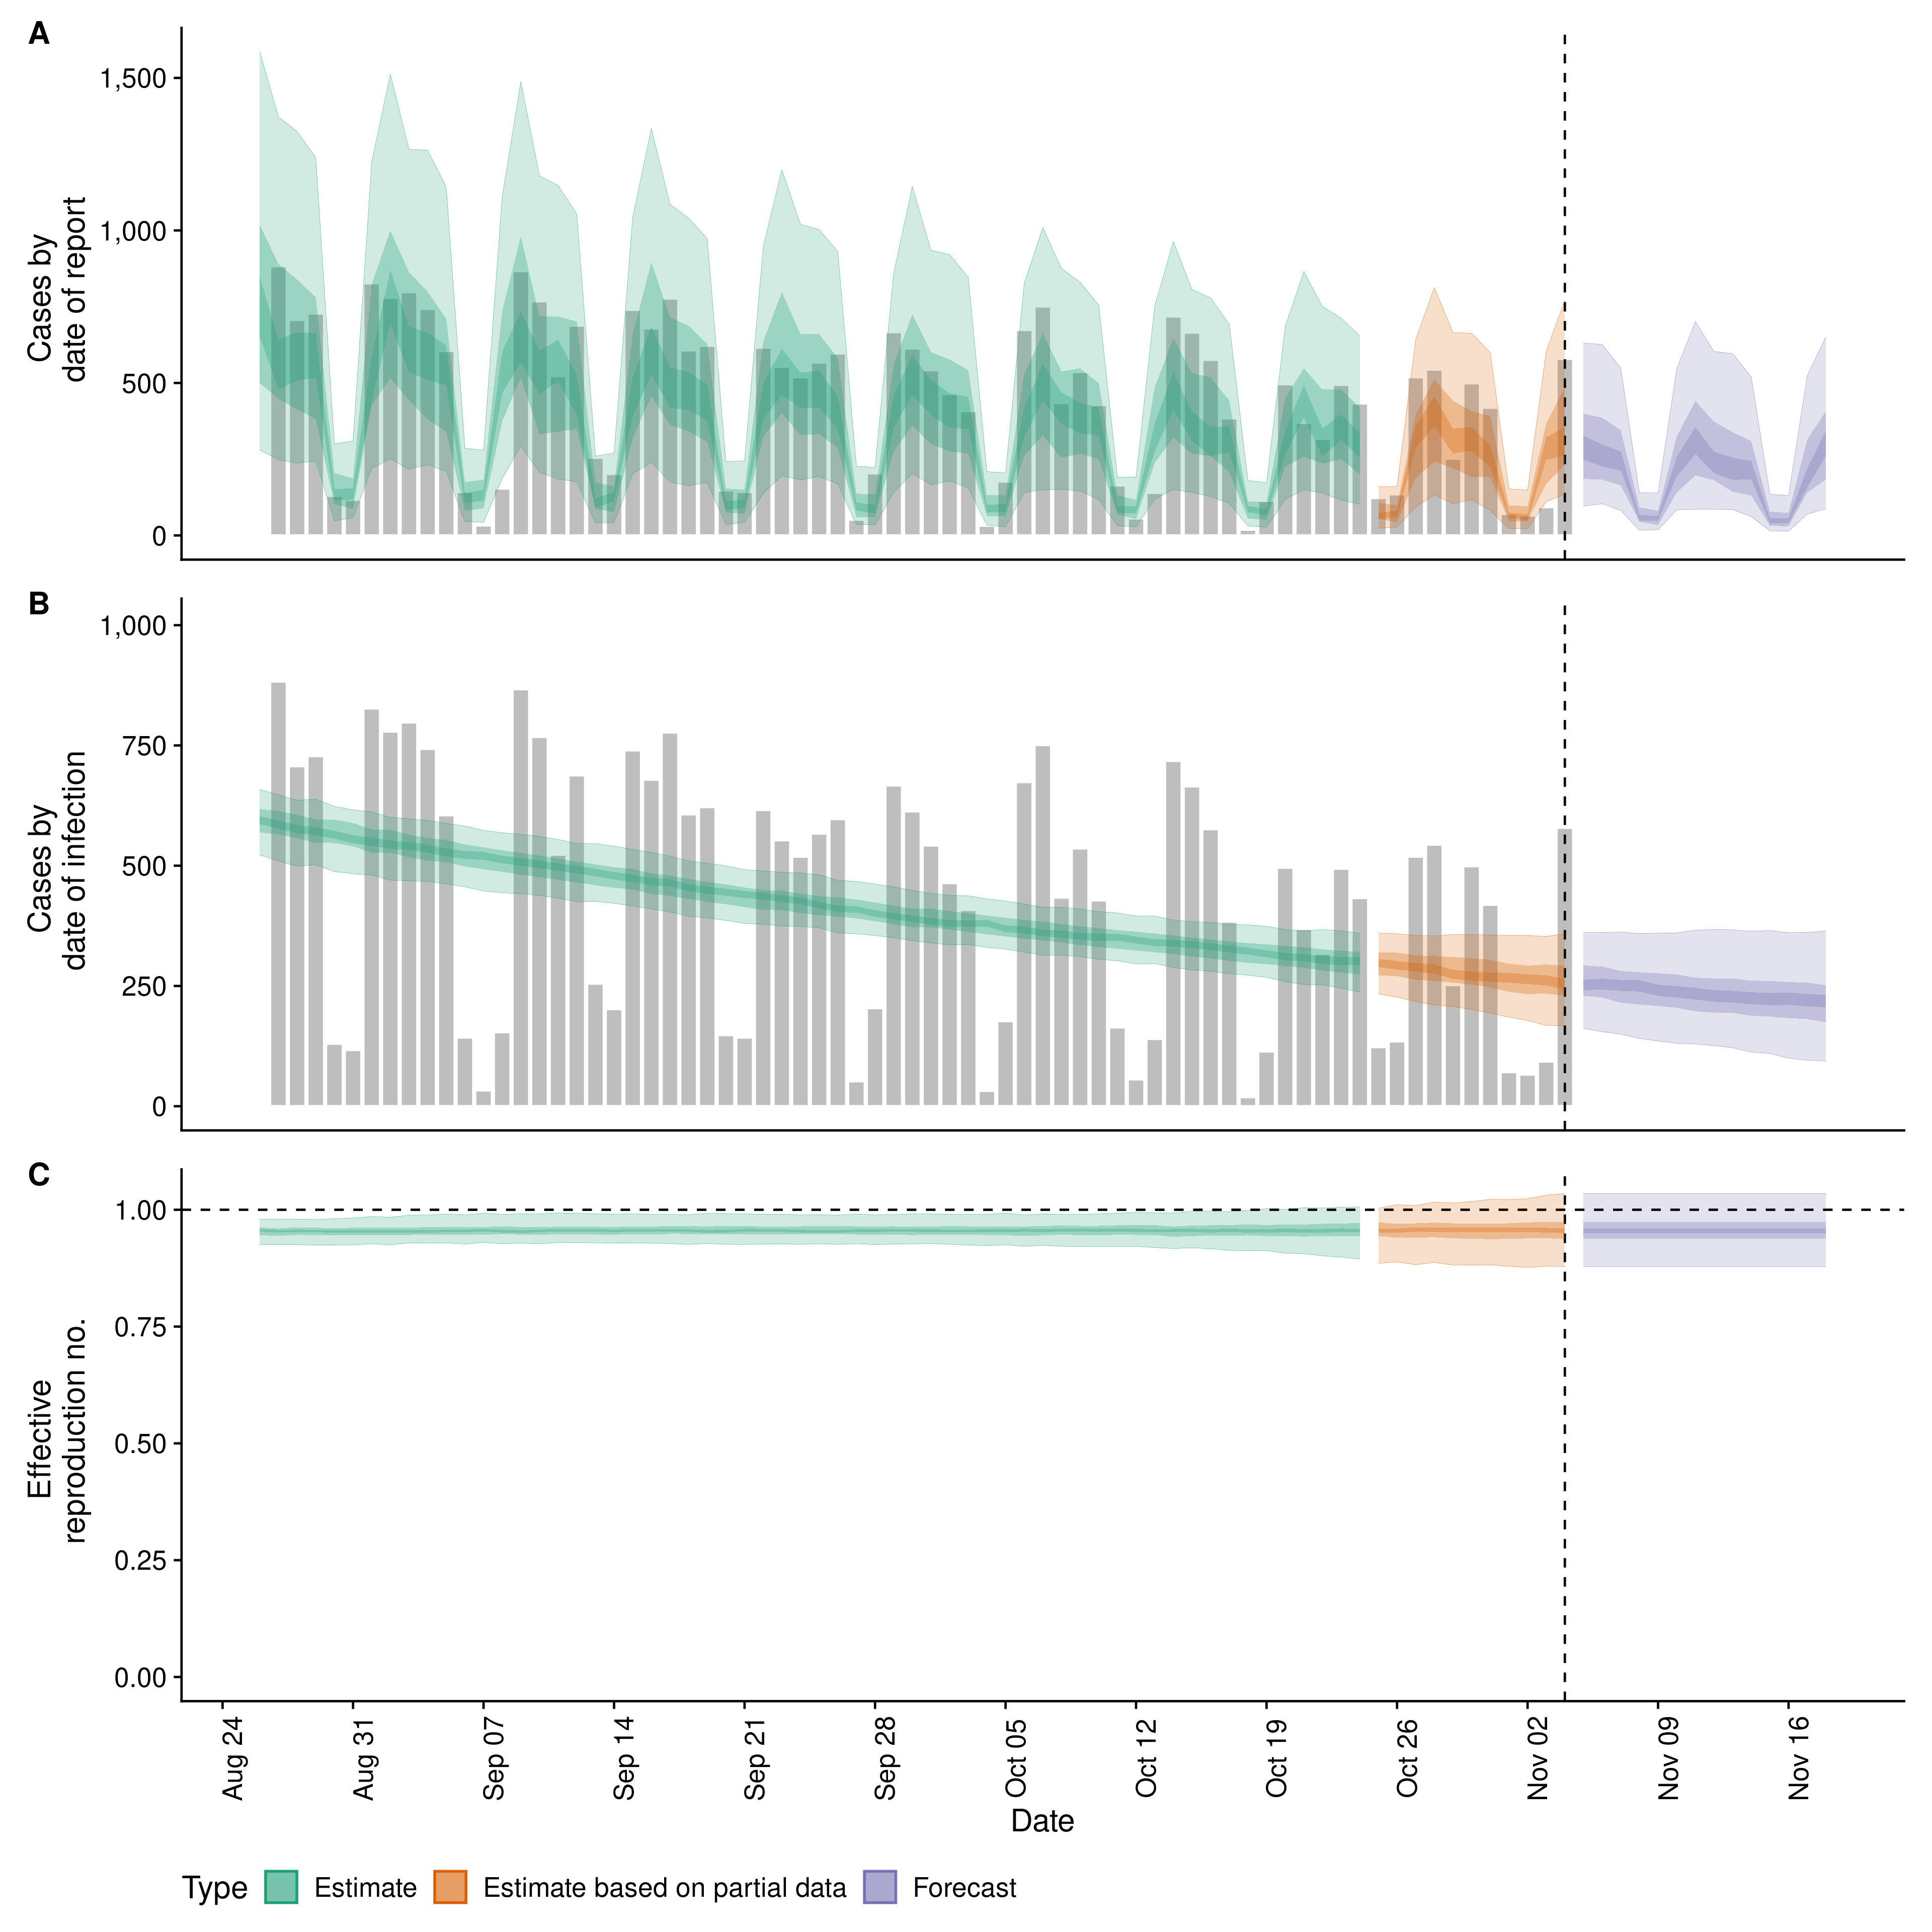 A
1,500
1,000
500
0
Cases by
date of report
B
1,000
750
500
250
0
Cases by
date of infection
C
1.00
0.75
0.50
0.25
0.00
Effective
reproduction no.
Aug 24
Aug 31
Sep 07
Sep 14
Sep 21
Sep 28
Oct 05
Oct 12
Oct 19
Oct 26
Nov 02
Nov 09
Nov 16
Date
Type Estimate Estimate based on partial data Forecast